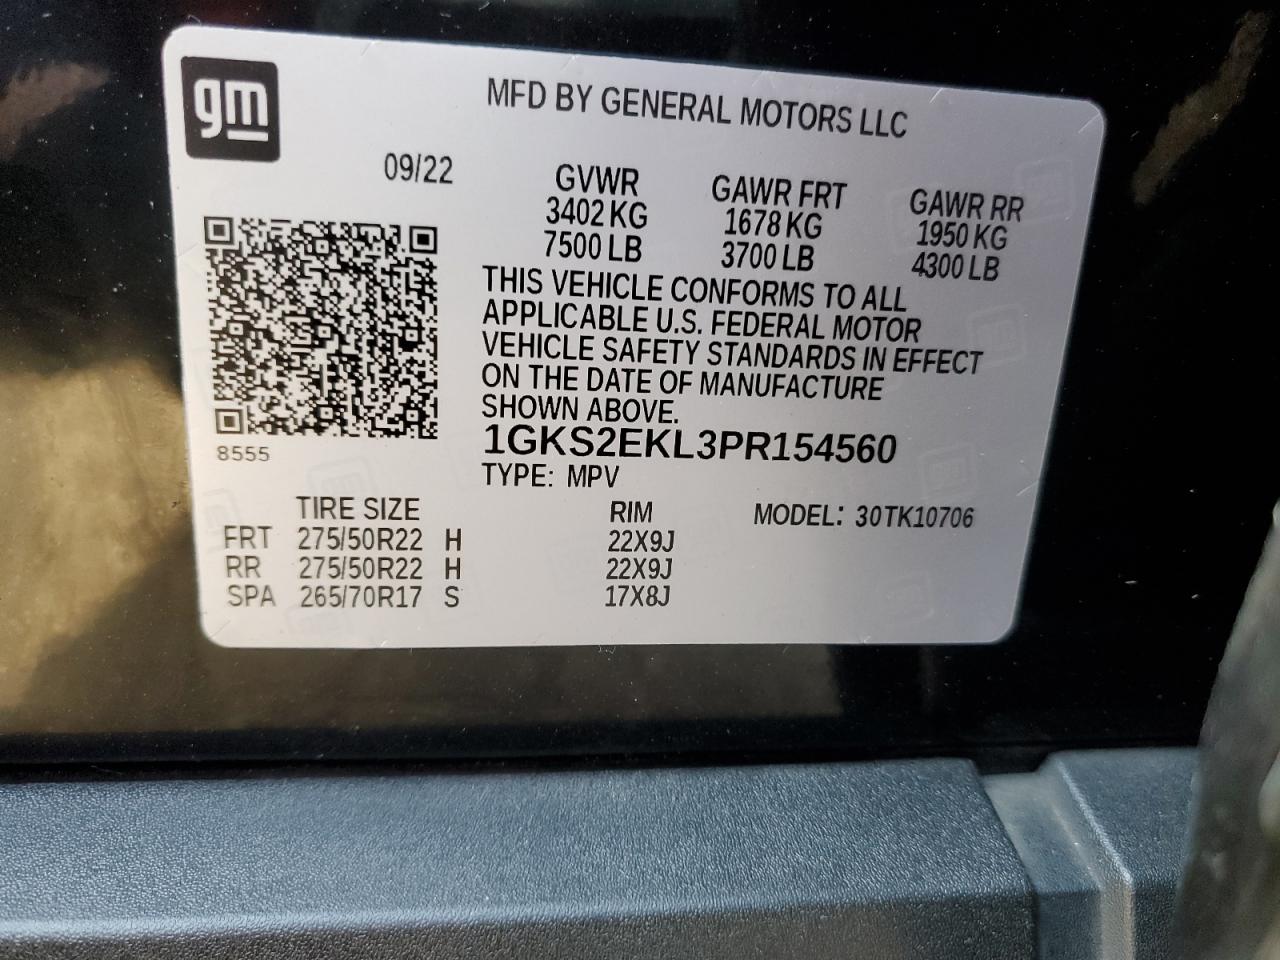 gm
MFD BY GENERAL MOTORS LLC
09/22
GVWR GAWR FRT GAWR RR
3402 KG 1678 KG 1950 KG
7500 LB 3700 LB 4300 LB
THIS VEHICLE CONFORMS TO ALL
APPLICABLE U.S. FEDERAL MOTOR
VEHICLE SAFETY STANDARDS IN EFFECT
ON THE DATE OF MANUFACTURE
SHOWN ABOVE.
1GKS2EKL3PR154560
8555
TYPE: MPV
TIRE SIZE RIM MODEL: 30TK10706
FRT 275/50R22 H 22X9J
RR 275/50R22 H 22X9J
SPA 265/70R17 S 17X8J